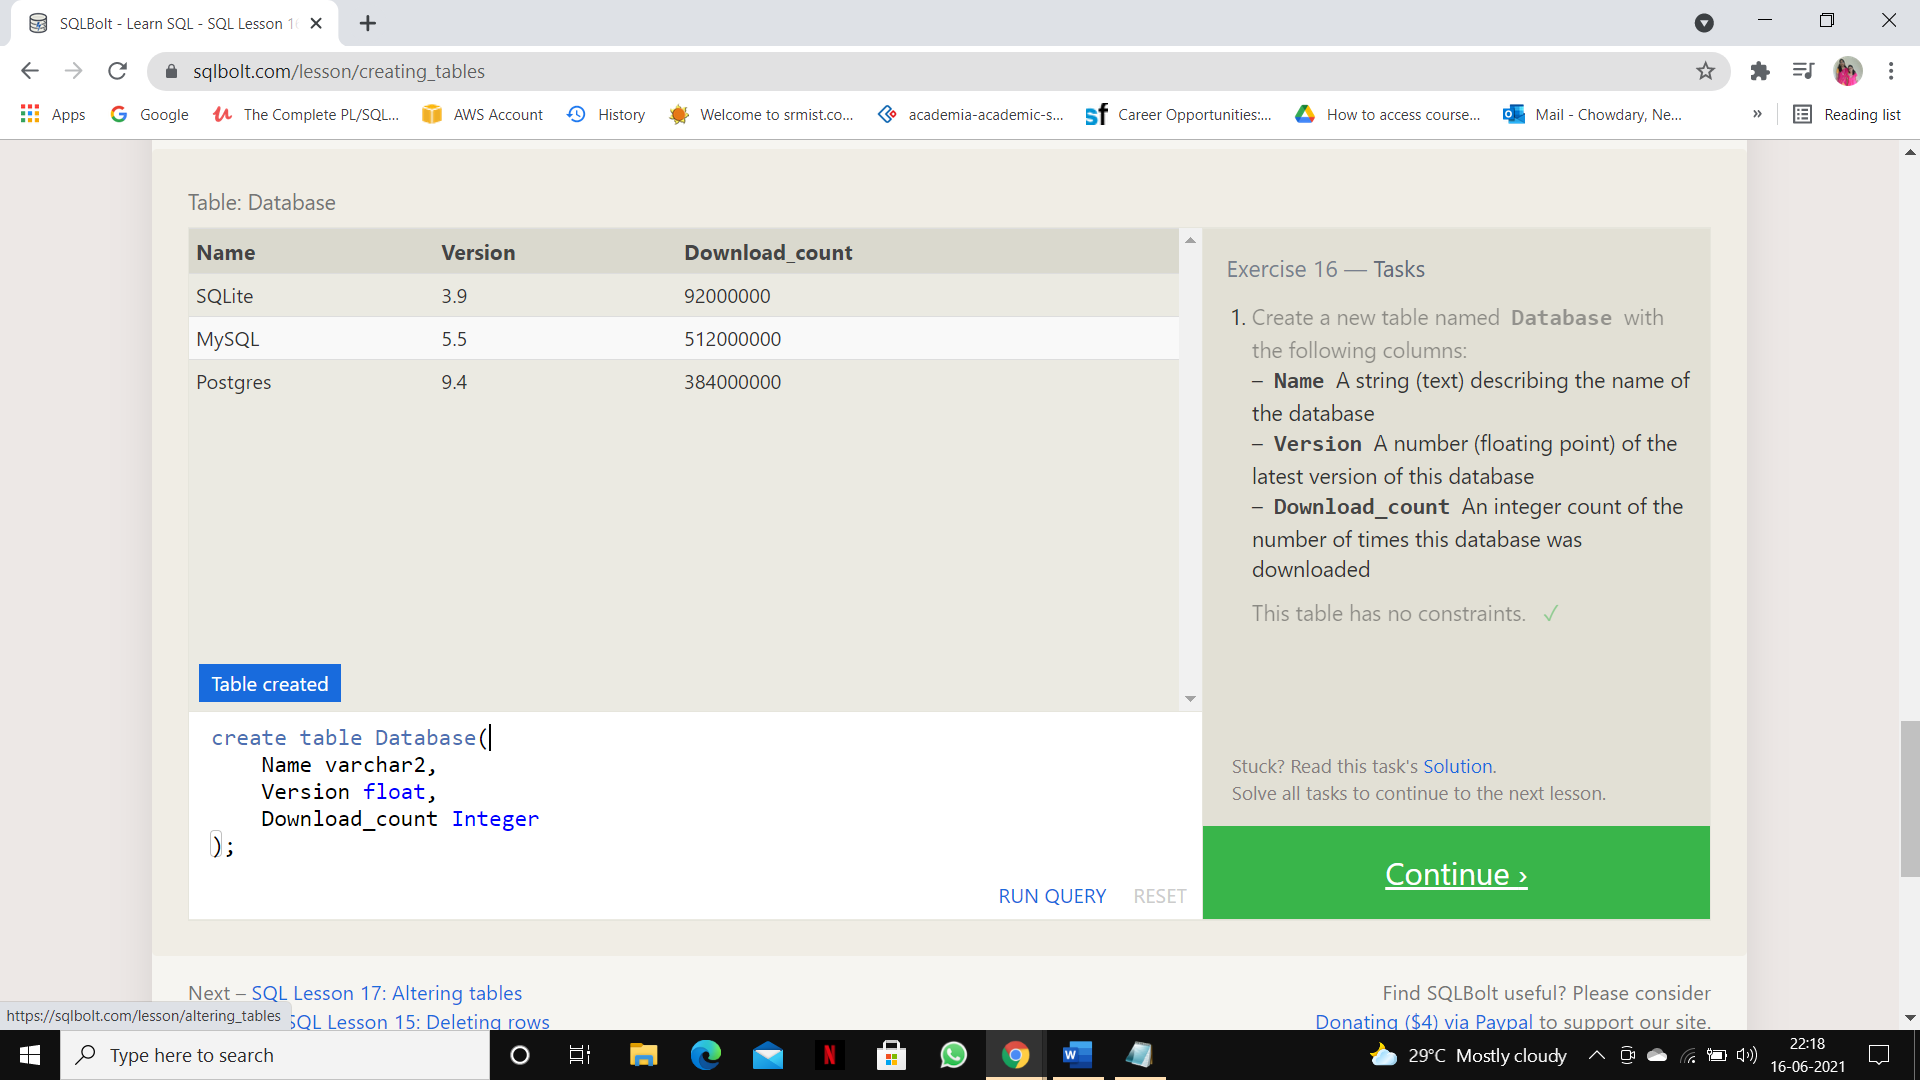 SQLBolt - Learn SQL - SQL Lesson 1
sqlbolt.com/lesson/creating_tables
Apps
Google
The Complete PL/SQL...
AWS Account
History
Welcome to srmist.co...
academia-academic-s...
sf
Career Opportunities:...
How to access course...
Mail - Chowdary, Ne...
»
Reading list
Table: Database
Name Version Download_count
SQLite 3.9 92000000
MySQL 5.5 512000000
Postgres 9.4 384000000
Table created
create table Database(
Name varchar2,
Version float,
Download_count Integer
);
RUN QUERY RESET
Exercise 16 — Tasks
1. Create a new table named Database with
the following columns:
– Name A string (text) describing the name of
the database
– Version A number (floating point) of the
latest version of this database
– Download_count An integer count of the
number of times this database was
downloaded
This table has no constraints. ✓
Stuck? Read this task's Solution.
Solve all tasks to continue to the next lesson.
Continue ›
Next – SQL Lesson 17: Altering tables
SQL Lesson 15: Deleting rows
Find SQLBolt useful? Please consider
Donating ($4) via Paypal to support our site.
https://sqlbolt.com/lesson/altering_tables
Type here to search
N
W
29°C Mostly cloudy
22:18
16-06-2021